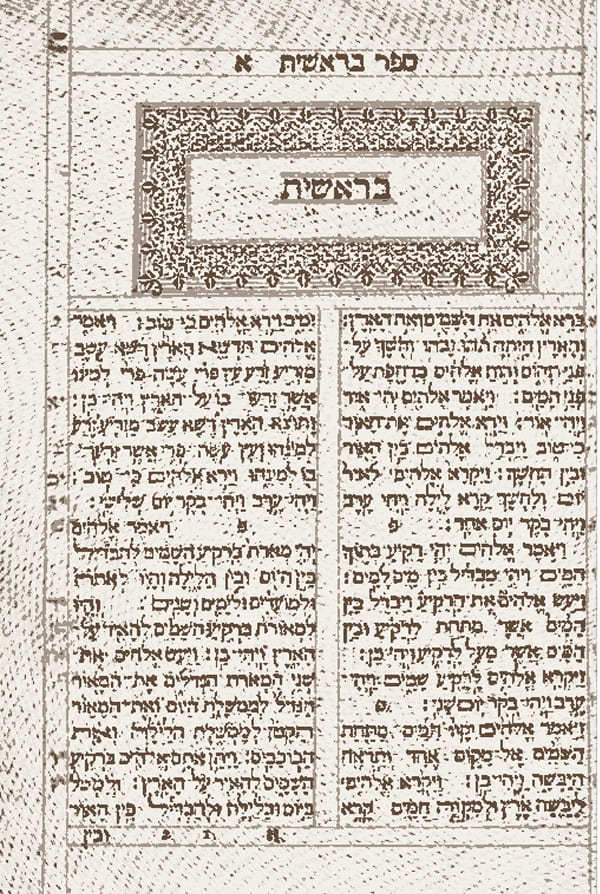 ספר בראשית א
בראשית
ברא אלהים את השמים ואת הארץ:
והארץ היתה תהו ובהו וחשך על־
פני תהום ורוח אלהים מרחפת על־
פני המים: ויאמר אלהים יהי אור
ויהי־אור: וירא אלהים את־האור
כי־טוב ויבדל אלהים בין האור
ובין החשך: ויקרא אלהים לאור
יום ולחשך קרא לילה ויהי־ערב
ויהי־בקר יום אחד: פ
ויאמר אלהים יהי רקיע בתוך
המים ויהי מבדיל בין מים למים:
ויעש אלהים את־הרקיע ויבדל בין
המים אשר מתחת לרקיע ובין
המים אשר מעל לרקיע ויהי־כן:
ויקרא אלהים לרקיע שמים ויהי־
ערב ויהי־בקר יום שני: פ
ויאמר אלהים יקוו המים מתחת
השמים אל־מקום אחד ותראה
היבשה ויהי־כן: ויקרא אלהים
ליבשה ארץ ולמקוה המים קרא
ימים וירא אלהים כי־טוב: ויאמר
אלהים תדשא הארץ דשא עשב
מזריע זרע עץ פרי עשה פרי למינו
אשר זרעו־בו על־הארץ ויהי־כן:
ותוצא הארץ דשא עשב מזריע זרע
למינהו ועץ עשה־פרי אשר זרעו־
בו למינהו וירא אלהים כי־טוב:
ויהי־ערב ויהי־בקר יום שלישי:
פ ויאמר אלהים
יהי מארת ברקיע השמים להבדיל
בין היום ובין הלילה והיו לאתת
ולמועדים ולימים ושנים: והיו
למאורת ברקיע השמים להאיר על־
הארץ ויהי־כן: ויעש אלהים את־
שני המארת הגדלים את־המאור
הגדל לממשלת היום ואת־המאור
הקטן לממשלת הלילה ואת
הכוכבים: ויתן אתם אלהים ברקיע
השמים להאיר על־הארץ: ולמשל
ביום ובלילה ולהבדיל בין האור
א ובין